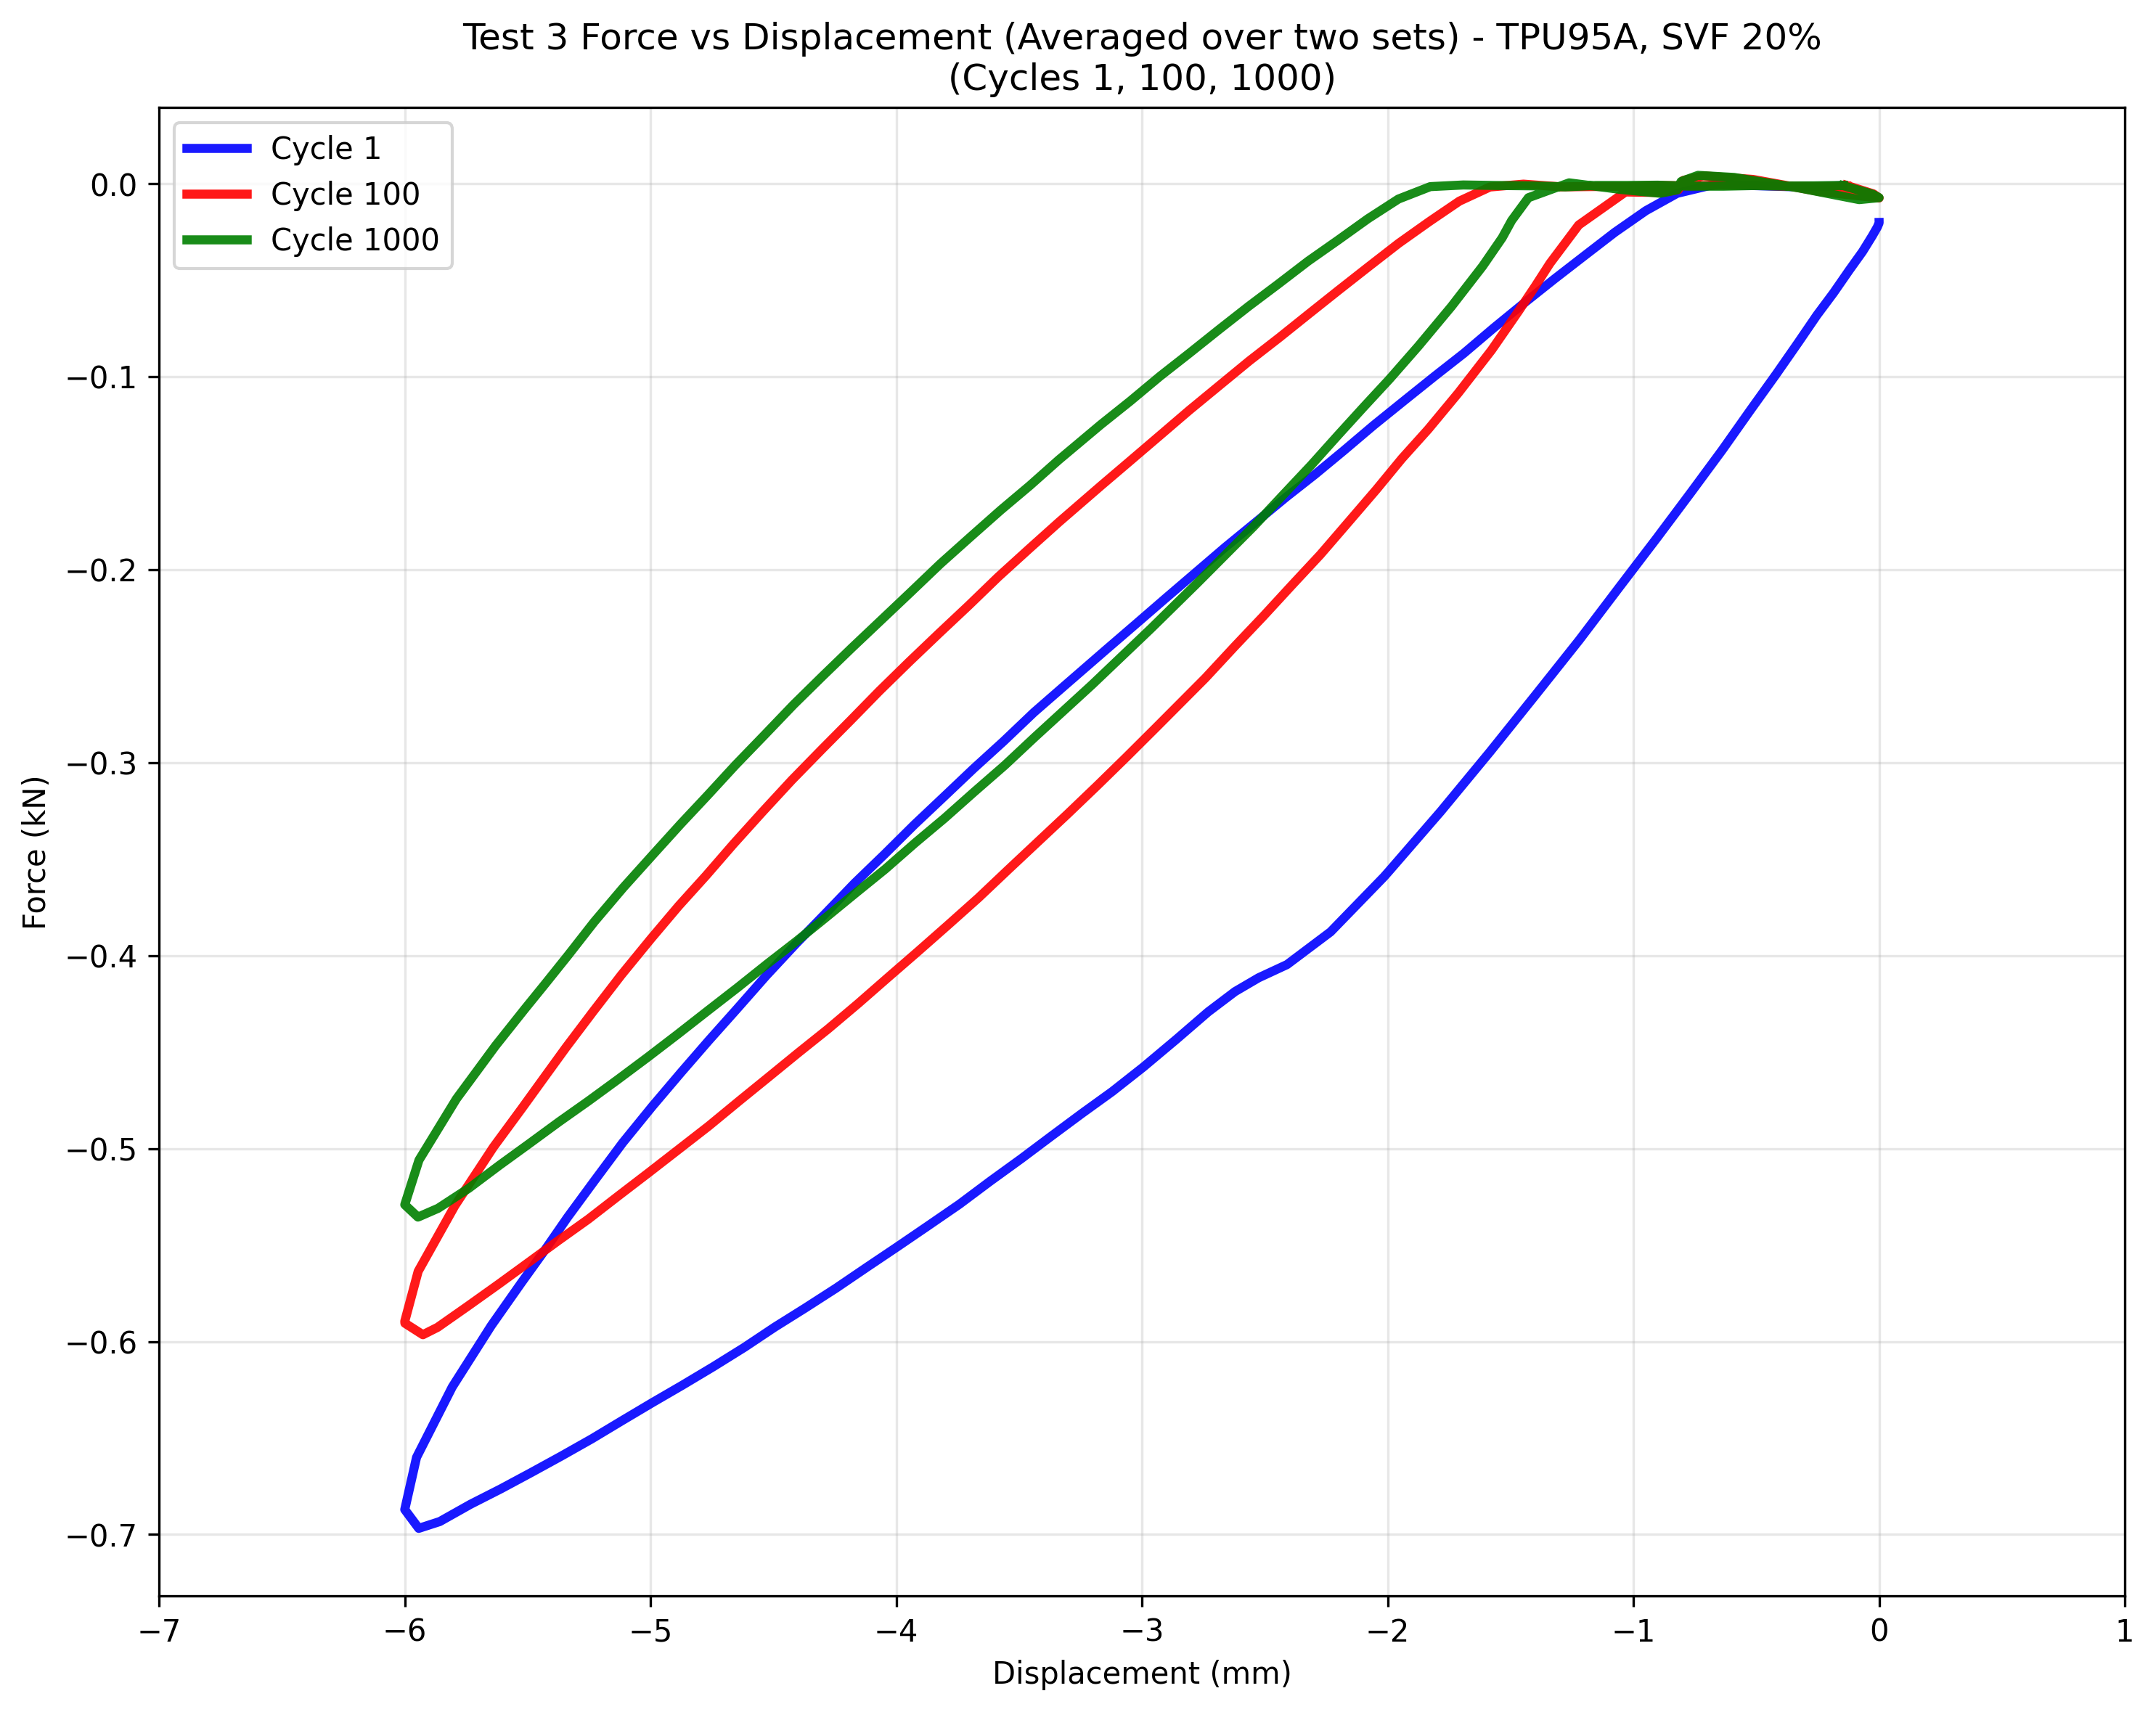 Test 3 Force vs Displacement (Averaged over two sets) - TPU95A, SVF 20%
(Cycles 1, 100, 1000)
Cycle 1
Cycle 100
Cycle 1000
0.0
−0.1
−0.2
−0.3
−0.4
−0.5
−0.6
−0.7
Force (kN)
−7
−6
−5
−4
−3
−2
−1
0
1
Displacement (mm)